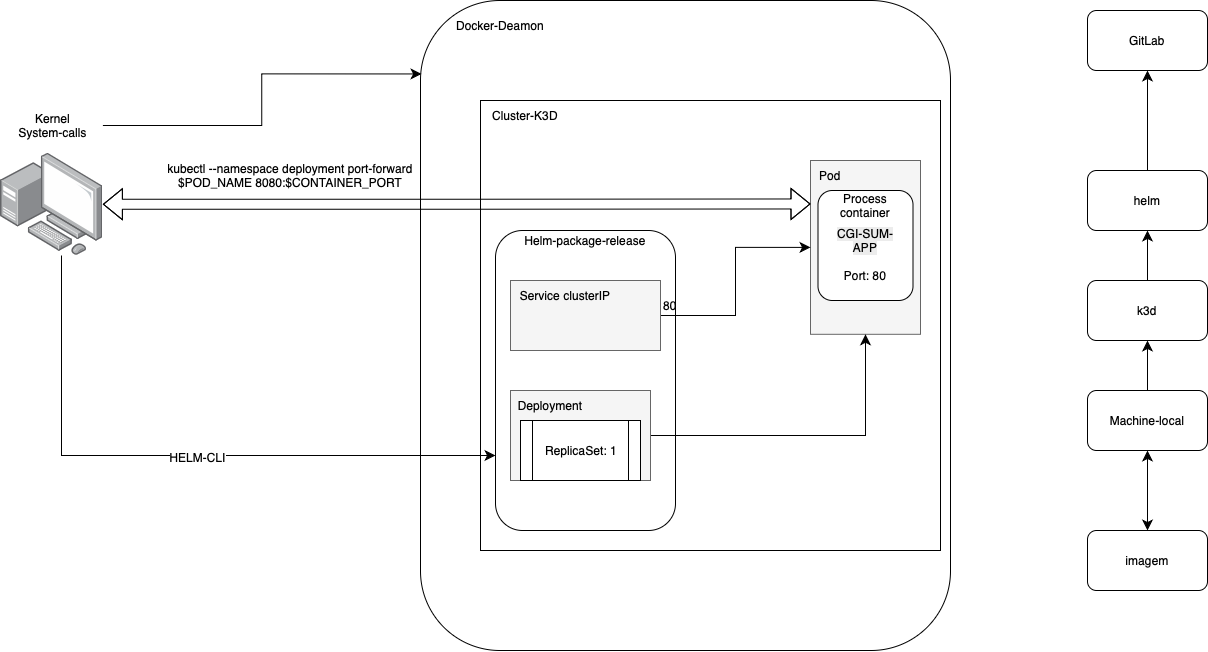 Docker-Deamon
GitLab
Kernel
System-calls
Cluster-K3D
kubectl --namespace deployment port-forward
$POD_NAME 8080:$CONTAINER_PORT
Pod
Process
container
CGI-SUM-
APP
Port: 80
helm
Helm-package-release
Service clusterIP
80
k3d
Deployment
ReplicaSet: 1
Machine-local
HELM-CLI
imagem